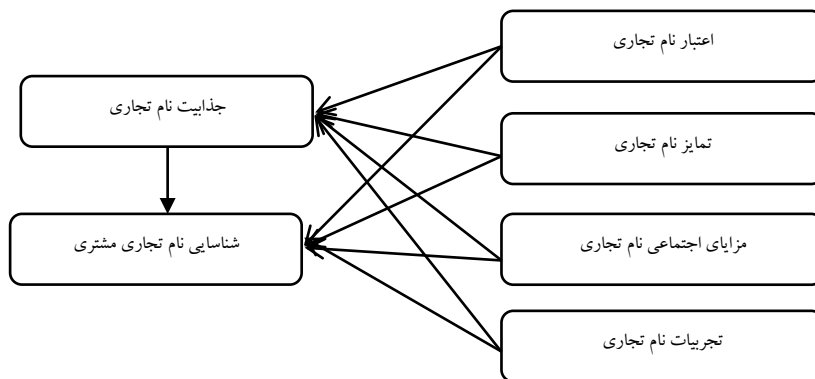 اعتبار نام تجاری
جذابیت نام تجاری
تمایز نام تجاری
شناسایی نام تجاری مشتری
مزایای اجتماعی نام تجاری
تجربیات نام تجاری